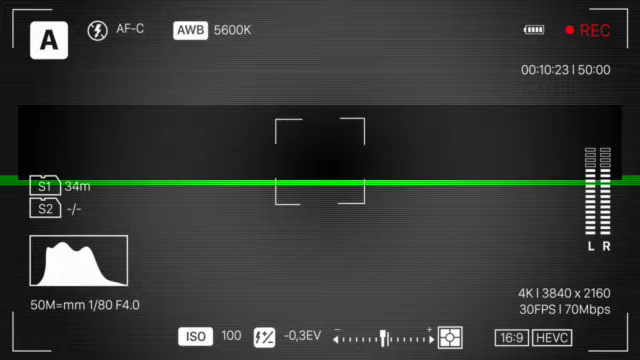 A
AF-C
AWB 5600K
REC
00:10:23 | 50:00
S1 34m
S2 -/-
L R
50M=mm 1/80 F4.0
4K | 3840 x 2160
30FPS | 70Mbps
ISO 100 -0,3EV
- +
16:9 HEVC